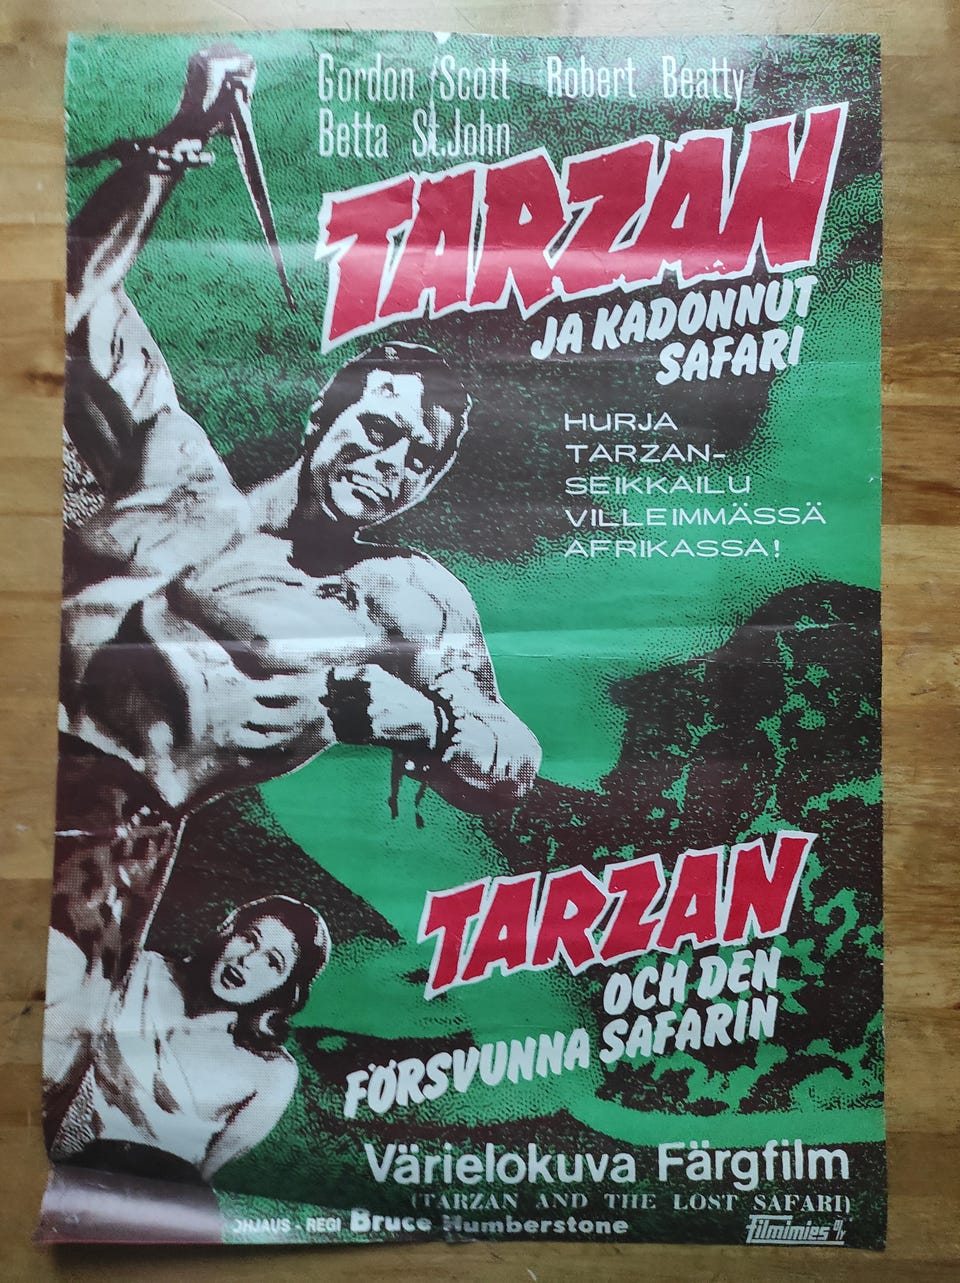 Gordon Scott Robert Beatty
Betta St.John
TARZAN
JA KADONNUT
SAFARI
HURJA
TARZAN-
SEIKKAILU
VILLEIMMÄSSÄ
AFRIKASSA!
TARZAN
OCH DEN
FÖRSVUNNA SAFARIN
Värielokuva Färgfilm
(TARZAN AND THE LOST SAFARI)
OHJAUS - REGI Bruce Humberstone
Filmimies O/Y